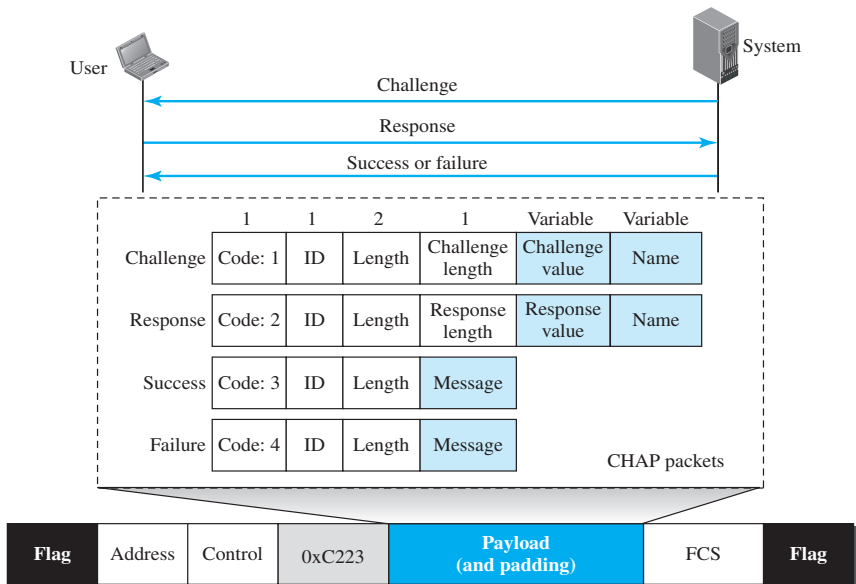 User
System
Challenge
Response
Success or failure
1 1 2 1 Variable Variable
Challenge Code: 1 ID Length Challenge length Challenge value Name
Response Code: 2 ID Length Response length Response value Name
Success Code: 3 ID Length Message
Failure Code: 4 ID Length Message
CHAP packets
Flag Address Control 0xC223 Payload (and padding) FCS Flag